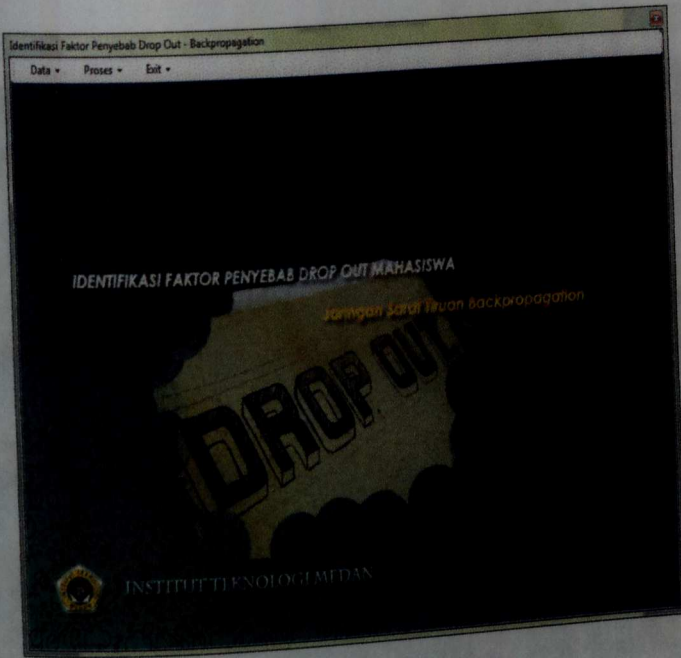 Identifikasi Faktor Penyebab Drop Out - Backpropagation
Data Proses Exit
IDENTIFIKASI FAKTOR PENYEBAB DROP OUT MAHASISWA
Jaringan Saraf Tiruan Backpropagation
DROP OUT
INSTITUT TEKNOLOGI MEDAN